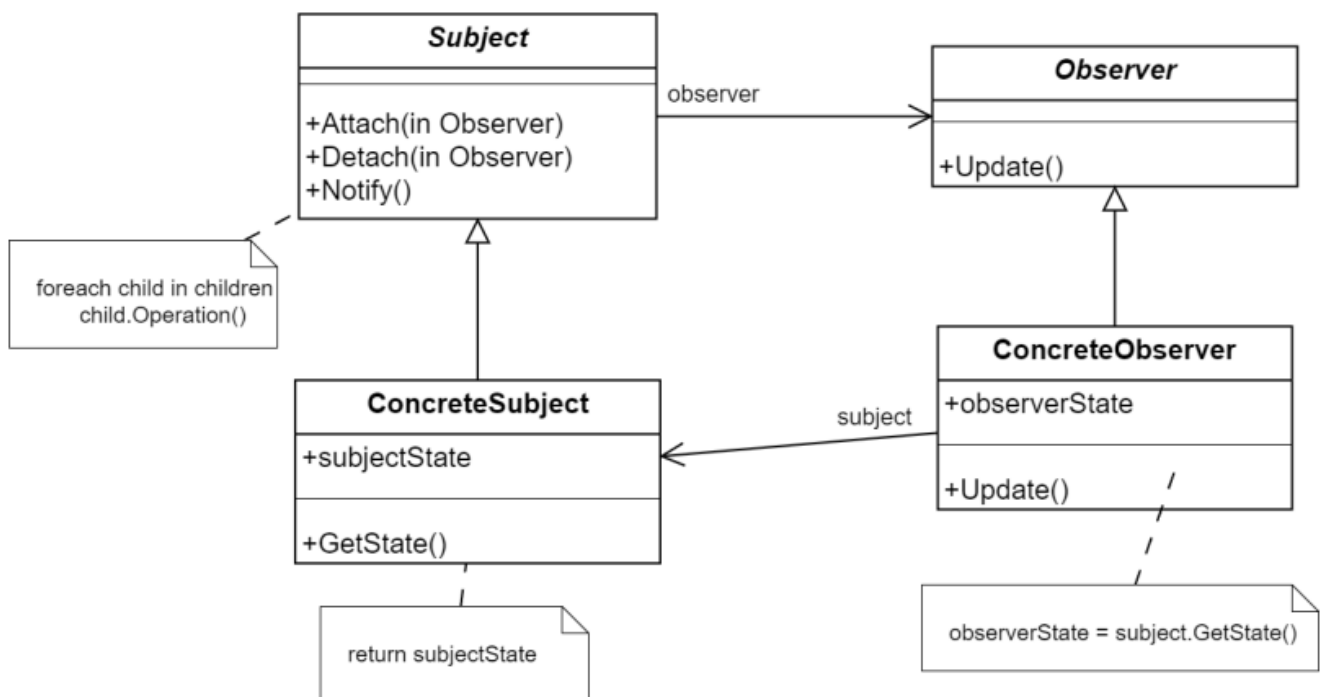 Subject
+Attach(in Observer)
+Detach(in Observer)
+Notify()
observer
Observer
+Update()
foreach child in children
child.Operation()
ConcreteSubject
+subjectState
+GetState()
subject
ConcreteObserver
+observerState
+Update()
return subjectState
observerState = subject.GetState()